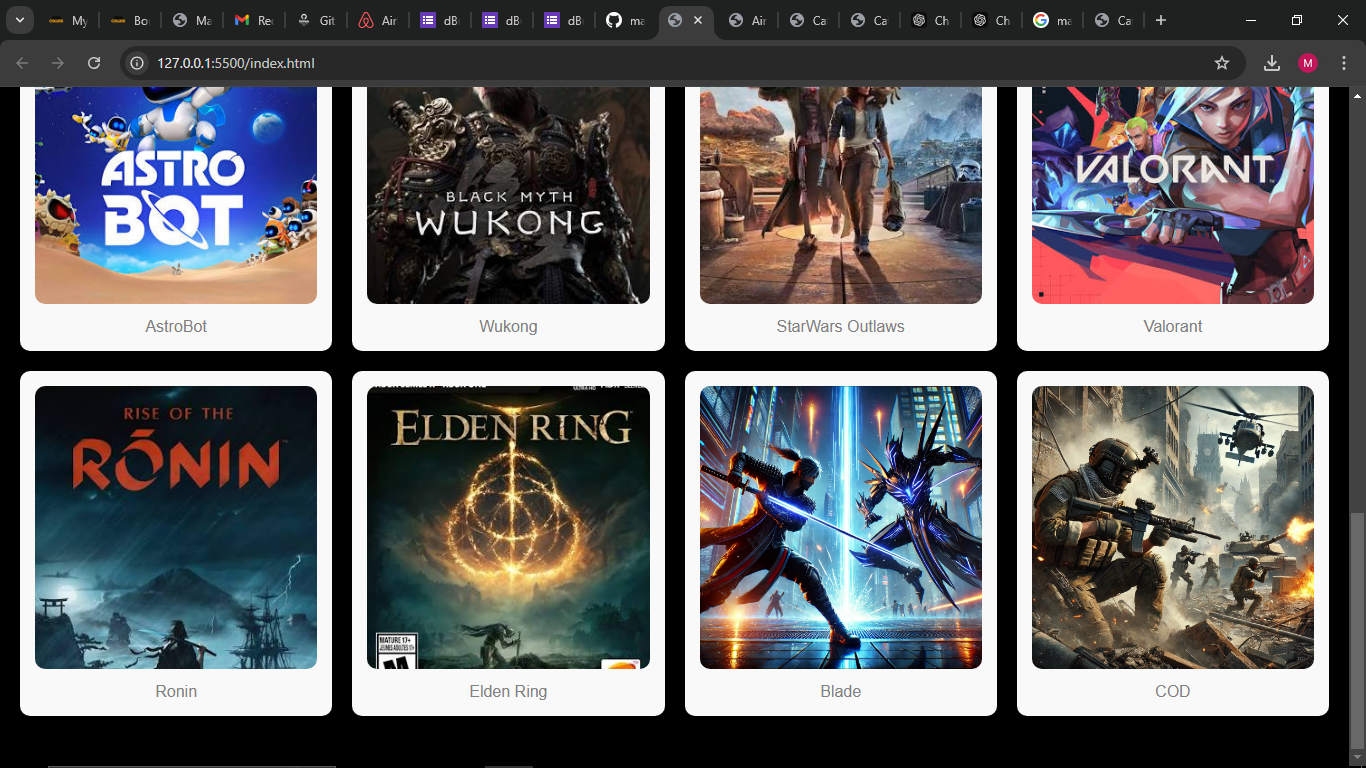 My
Bo
Ma
Re
Git
Air
dB
dB
dB
ma
Air
Ca
Ca
Ch
Ch
ma
Ca
127.0.0.1:5500/index.html
M
ASTRO
BOT
BLACK MYTH
WUKONG
VALORANT
AstroBot
Wukong
StarWars Outlaws
Valorant
RISE OF THE
RŌNIN™
ELDEN RING
MATURE 17+
M
Ronin
Elden Ring
Blade
COD